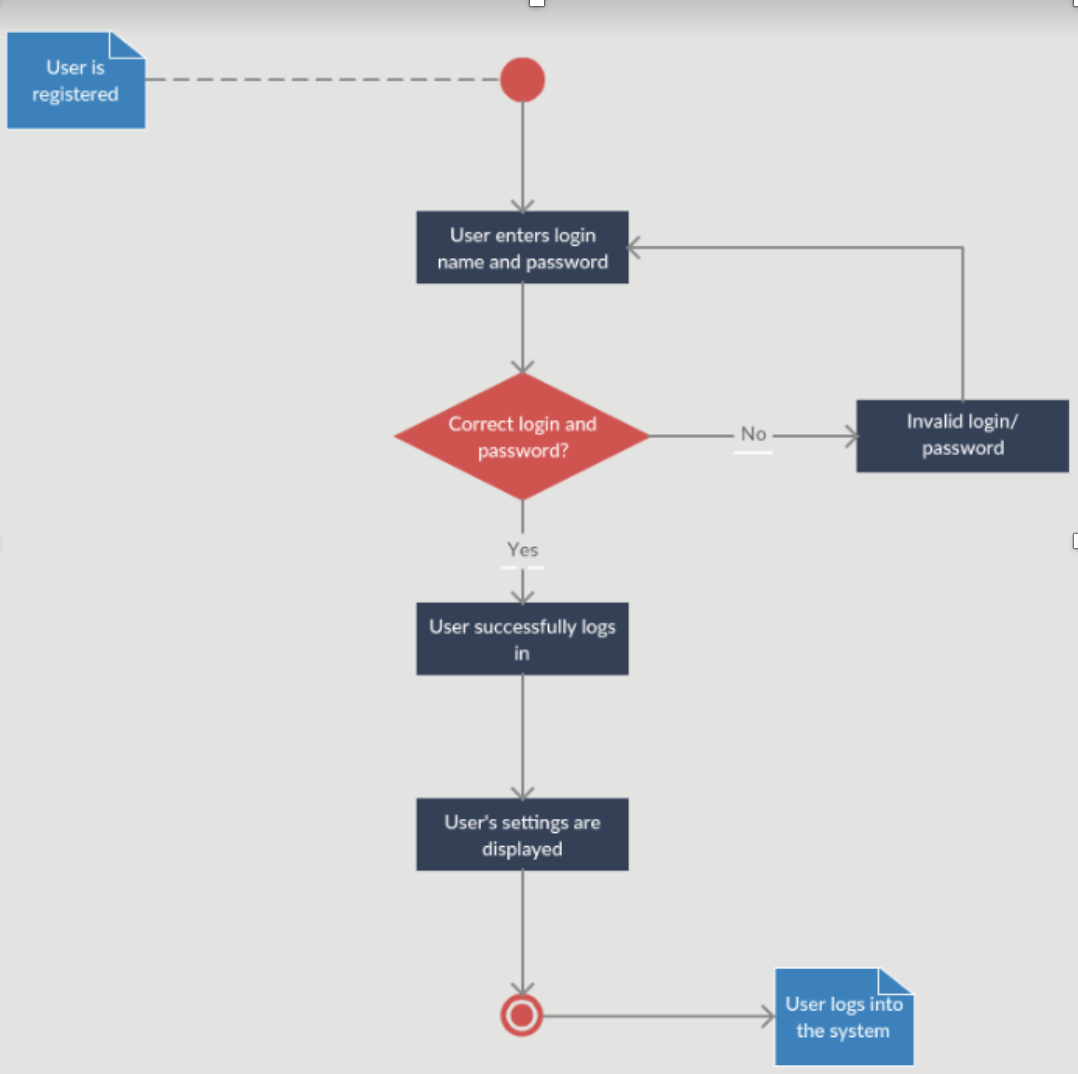 User is
registered
User enters login
name and password
Correct login and
password?
No
Invalid login/
password
Yes
User successfully logs
in
User's settings are
displayed
User logs into
the system